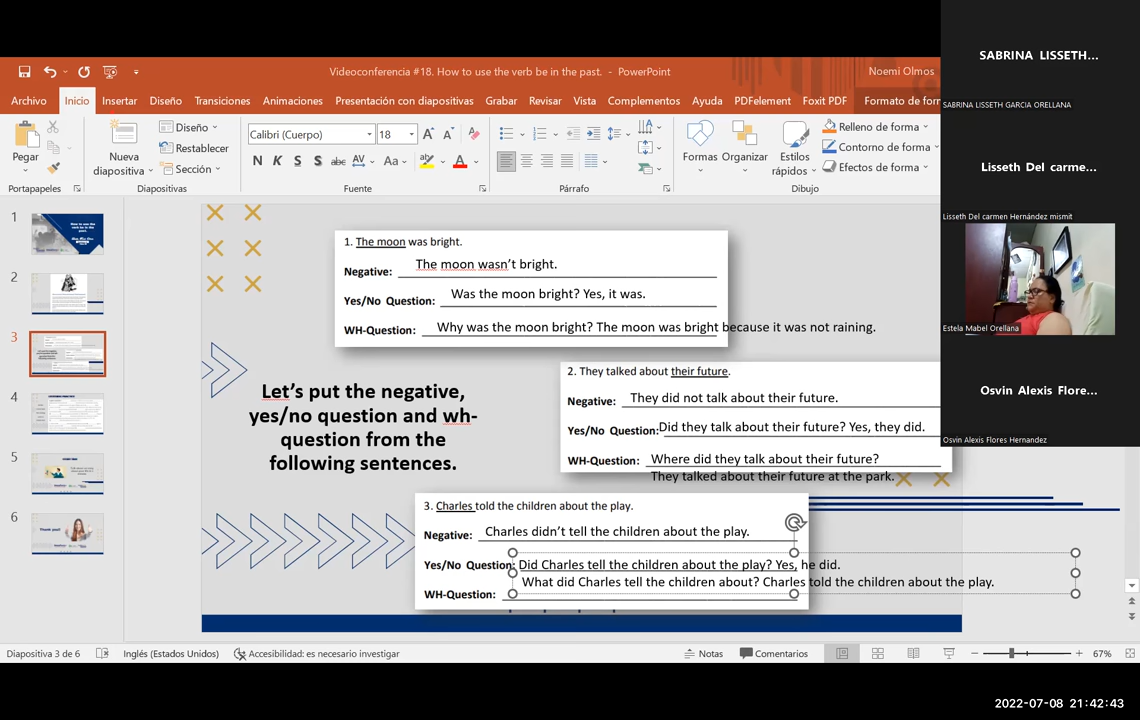 Videoconferencia #18. How to use the verb be in the past. - PowerPoint
Noemi Olmos
Archivo Inicio Insertar Diseño Transiciones Animaciones Presentación con diapositivas Grabar Revisar Vista Complementos Ayuda PDFelement Foxit PDF Formato de for
Pegar
Nueva diapositiva
Diseño
Restablecer
Sección
Calibri (Cuerpo) 18
N K S S abc AV Aa A
Formas Organizar Estilos rápidos
Relleno de forma
Contorno de forma
Efectos de forma
Portapapeles Diapositivas Fuente Párrafo Dibujo
1
2
3
4
5
6
1. The moon was bright.
Negative: The moon wasn't bright.
Yes/No Question: Was the moon bright? Yes, it was.
WH-Question: Why was the moon bright? The moon was bright because it was not raining.
Let's put the negative,
yes/no question and wh-
question from the
following sentences.
2. They talked about their future.
Negative: They did not talk about their future.
Yes/No Question: Did they talk about their future? Yes, they did.
WH-Question: Where did they talk about their future?
They talked about their future at the park.
3. Charles told the children about the play.
Negative: Charles didn't tell the children about the play.
Yes/No Question: Did Charles tell the children about the play? Yes, he did.
What did Charles tell the children about? Charles told the children about the play.
WH-Question:
SABRINA LISSETH...
SABRINA LISSETH GARCIA ORELLANA
Lisseth Del carme...
Lisseth Del carmen Hernández mismit
Estela Mabel Orellana
Osvin Alexis Flore...
Osvin Alexis Flores Hernandez
Diapositiva 3 de 6 Inglés (Estados Unidos) Accesibilidad: es necesario investigar Notas Comentarios 67%
2022-07-08 21:42:43